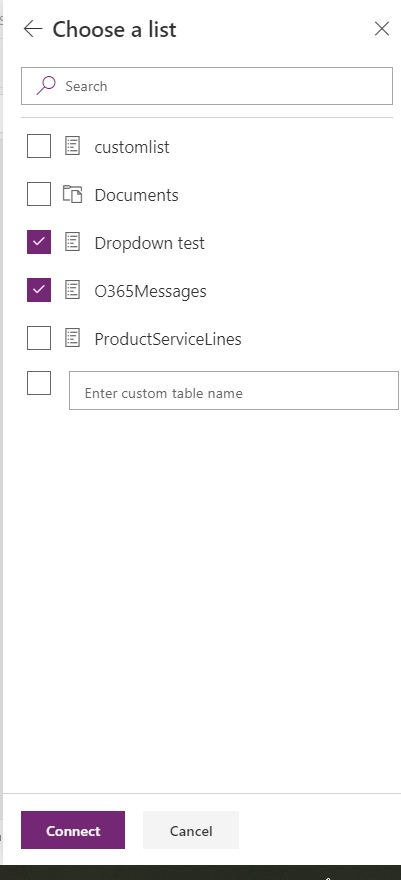 Choose a list
Search
customlist
Documents
Dropdown test
O365Messages
ProductServiceLines
Enter custom table name
Connect
Cancel